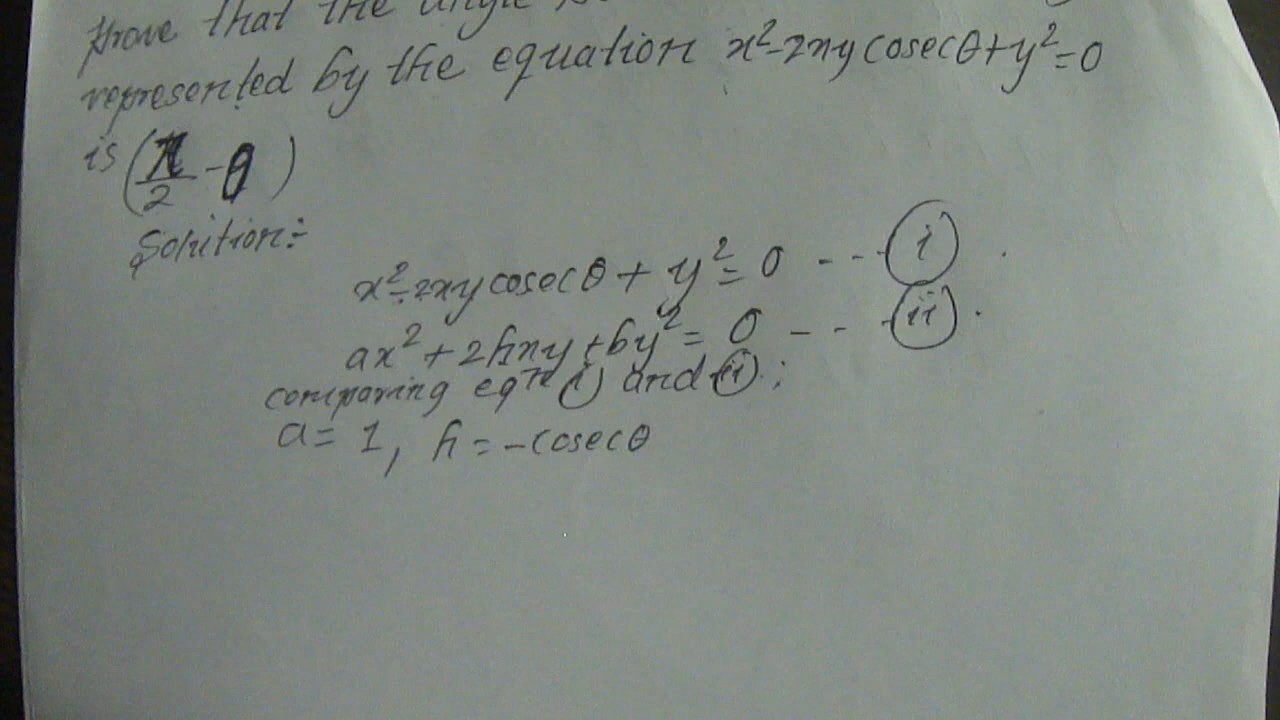 prove that the angle
represented by the equation x²-2xy cosecθ+y²=0
is (π/2 - θ)
Solution:-
x²-2xy cosecθ + y²= 0 --- (i)
ax² + 2hxy + by² = 0 --- (ii)
comparing eqⁿ (i) and (ii);
a = 1, h = -cosecθ